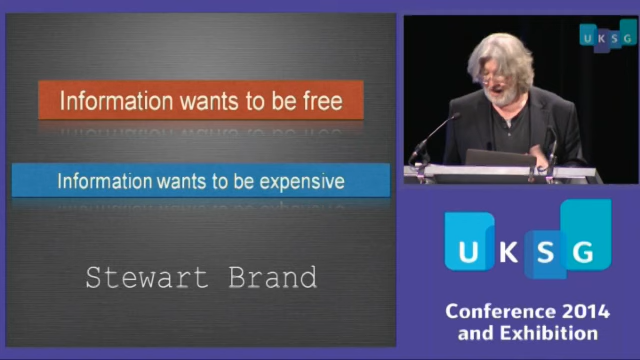 Information wants to be free
Information wants to be expensive
Stewart Brand
UKSG
UKSG
Conference 2014
and Exhibition